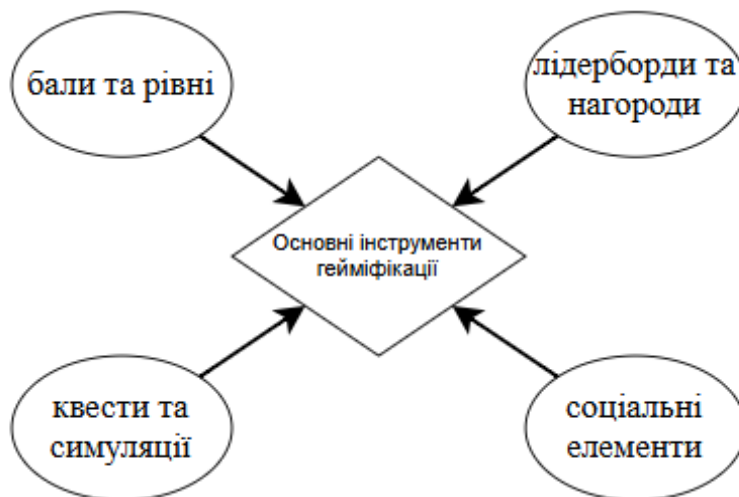 бали та рівні
лідерборди та
нагороди
Основні інструменти
гейміфікації
квести та
симуляції
соціальні
елементи